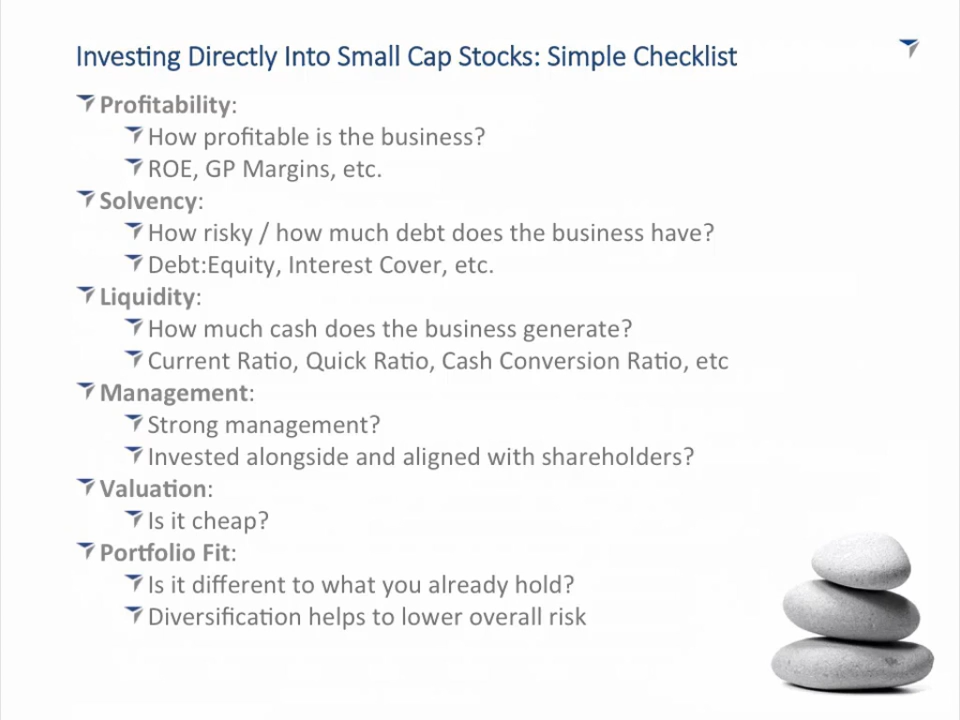 Investing Directly Into Small Cap Stocks: Simple Checklist
Profitability:
How profitable is the business?
ROE, GP Margins, etc.
Solvency:
How risky / how much debt does the business have?
Debt:Equity, Interest Cover, etc.
Liquidity:
How much cash does the business generate?
Current Ratio, Quick Ratio, Cash Conversion Ratio, etc
Management:
Strong management?
Invested alongside and aligned with shareholders?
Valuation:
Is it cheap?
Portfolio Fit:
Is it different to what you already hold?
Diversification helps to lower overall risk